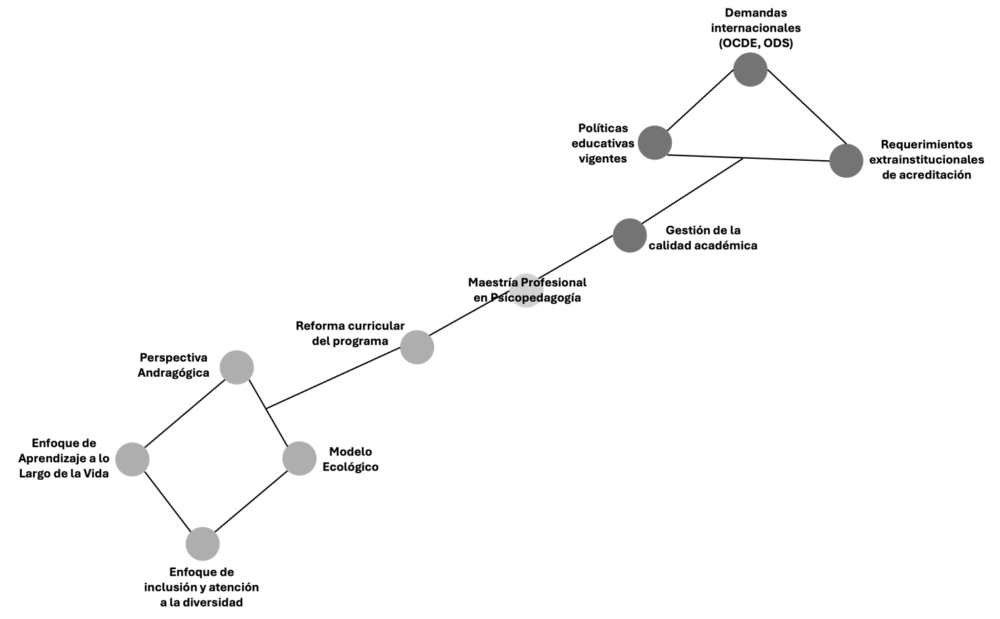 Demandas
internacionales
(OCDE, ODS)
Políticas
educativas
vigentes
Requerimientos
extrainstitucionales
de acreditación
Gestión de la
calidad académica
Maestría Profesional
en Psicopedagogía
Reforma curricular
del programa
Perspectiva
Andragógica
Enfoque de
Aprendizaje a lo
Largo de la Vida
Modelo
Ecológico
Enfoque de
inclusión y atención
a la diversidad